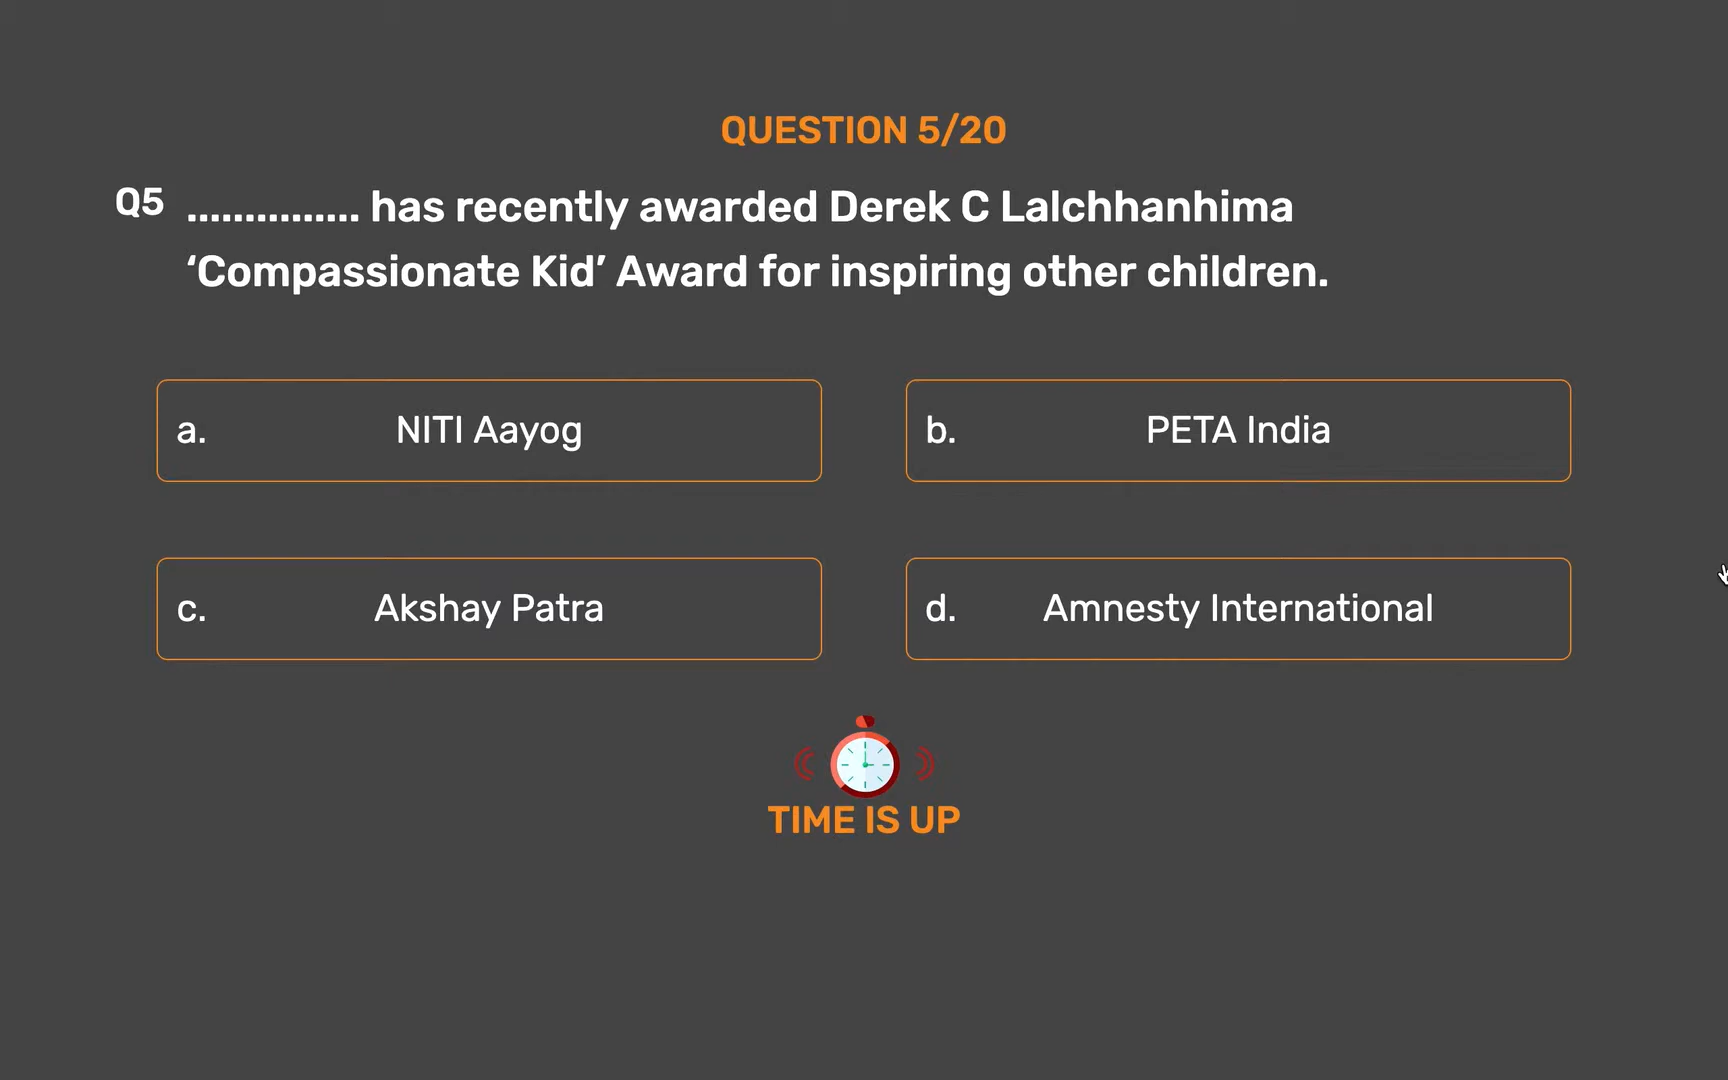 QUESTION 5/20
Q5 ............... has recently awarded Derek C Lalchhanhima
‘Compassionate Kid’ Award for inspiring other children.
a. NITI Aayog
b. PETA India
c. Akshay Patra
d. Amnesty International
TIME IS UP